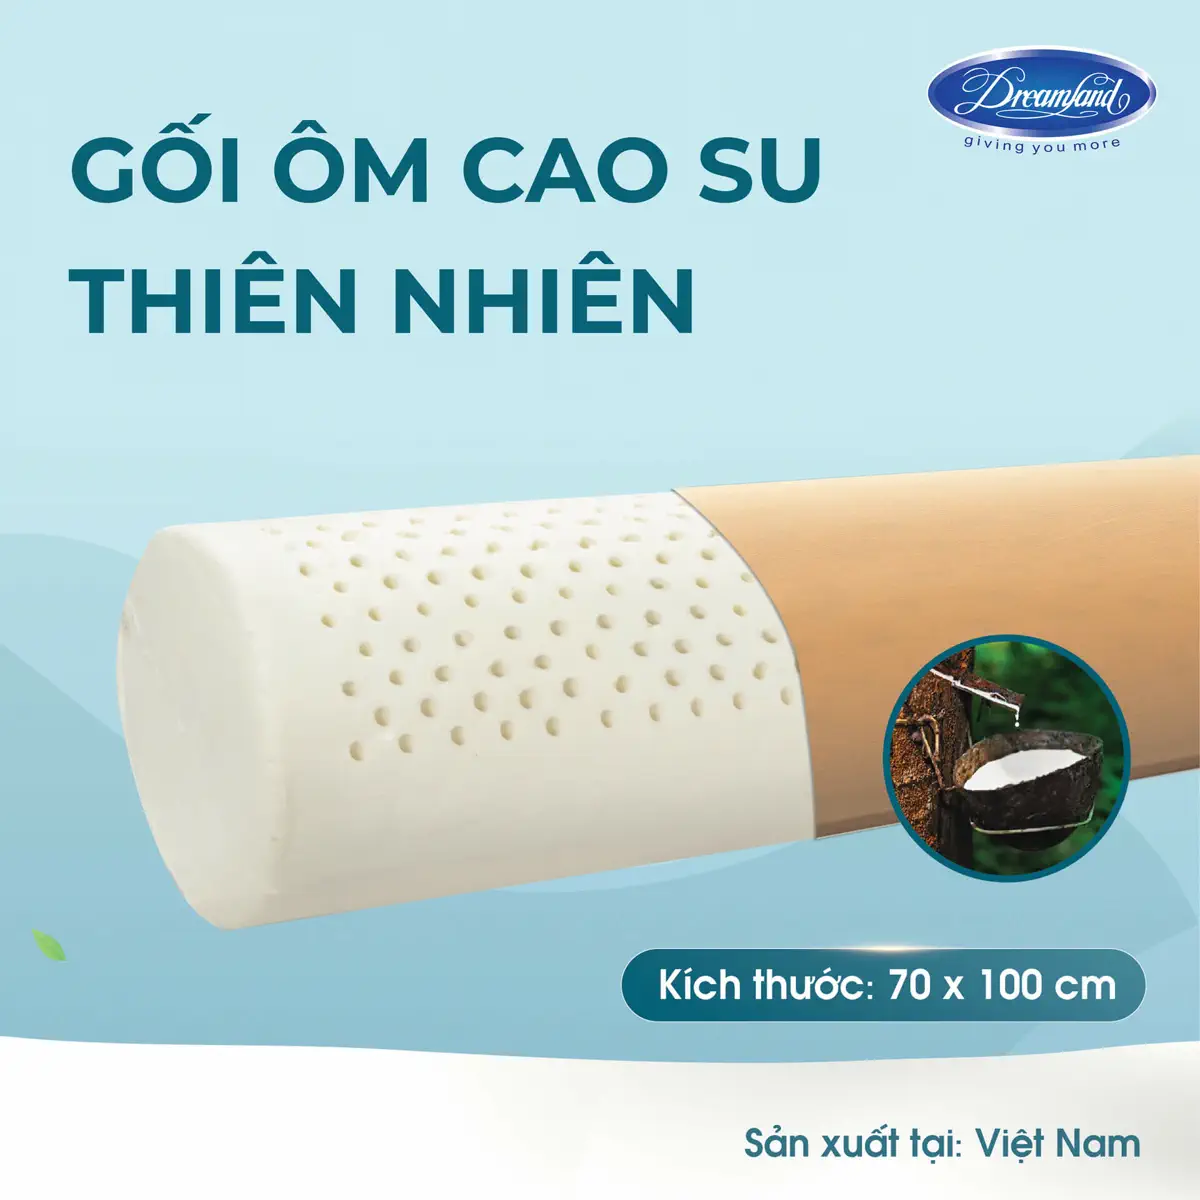 Dreamland
giving you more
GỐI ÔM CAO SU
THIÊN NHIÊN
Kích thước: 70 x 100 cm
Sản xuất tại: Việt Nam